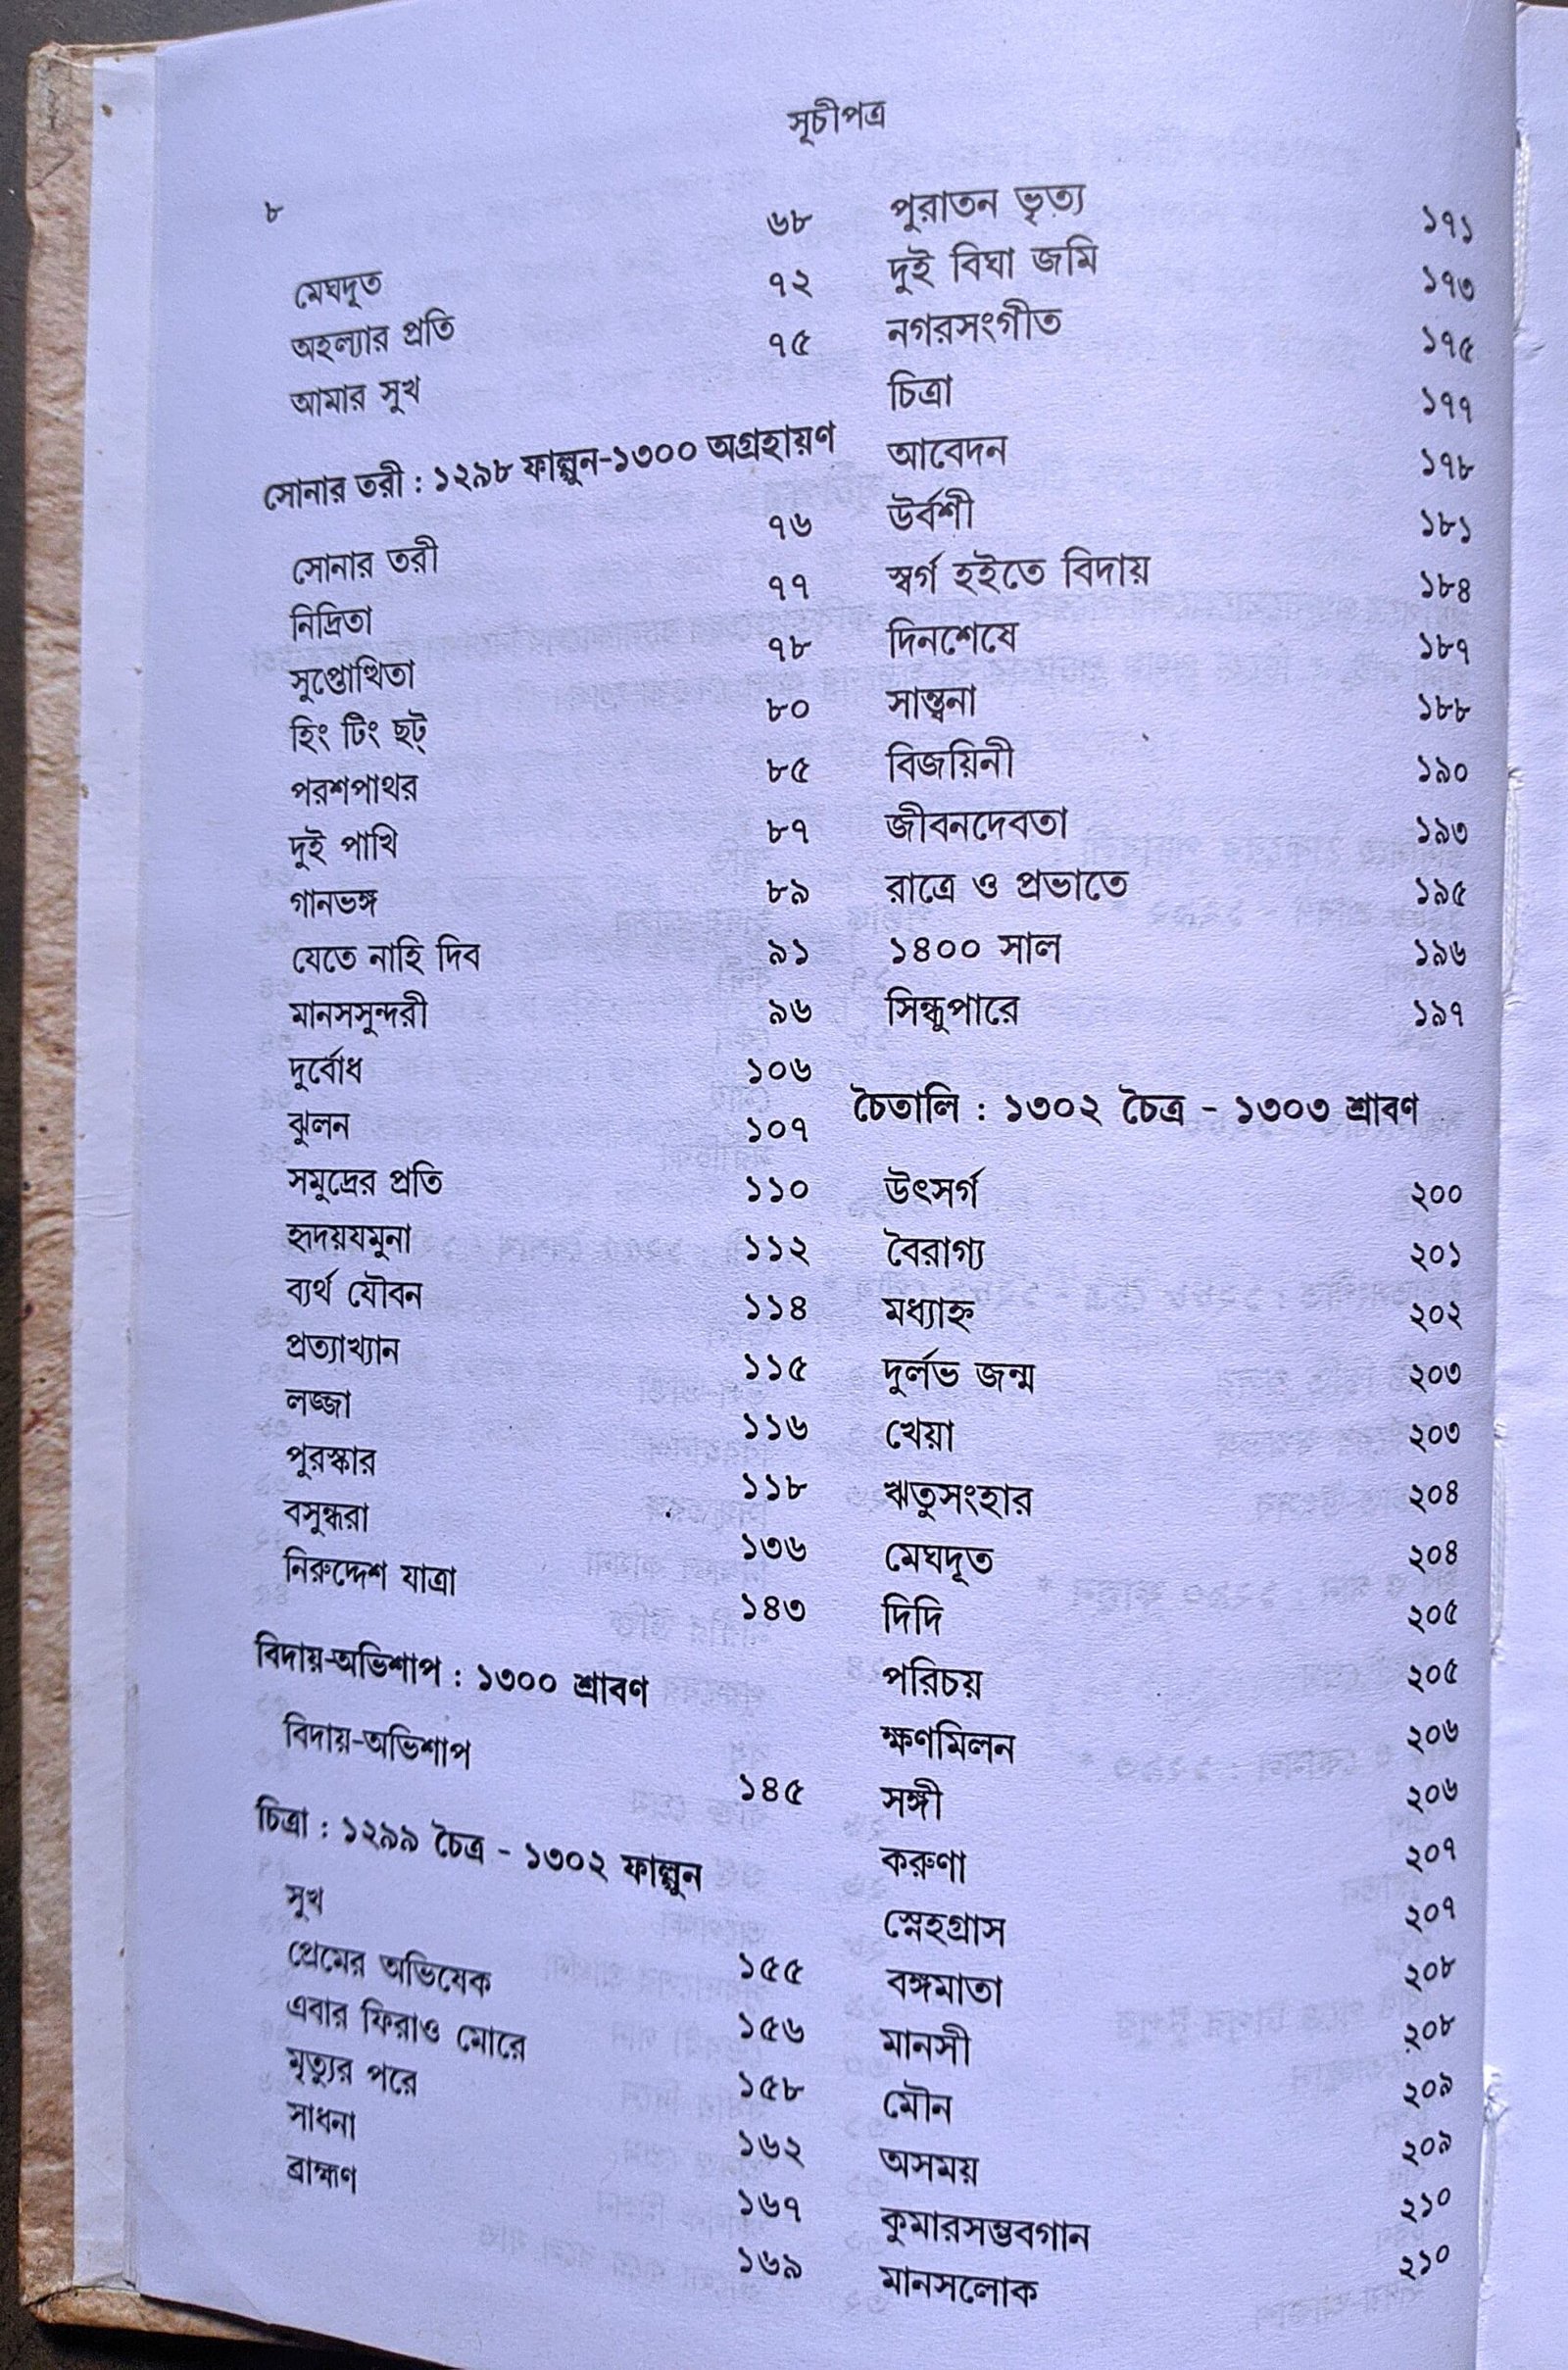 সূচীপত্র
৮
মেঘদূত ৬৮
অহল্যার প্রতি ৭২
আমার সুখ ৭৫
সোনার তরী : ১২৯৮ ফাল্গুন-১৩০০ অগ্রহায়ণ
সোনার তরী ৭৬
নিদ্রিতা ৭৭
সুপ্তোত্থিতা ৭৮
হিং টিং ছট্ ৮০
পরশপাথর ৮৫
দুই পাখি ৮৭
গানভঙ্গ ৮৯
যেতে নাহি দিব ৯১
মানসসুন্দরী ৯৬
দুর্বোধ ১০৬
ঝুলন ১০৭
সমুদ্রের প্রতি ১১০
হৃদয়যমুনা ১১২
ব্যর্থ যৌবন ১১৪
প্রত্যাখ্যান ১১৫
লজ্জা ১১৬
পুরস্কার ১১৮
বসুন্ধরা ১৩৬
নিরুদ্দেশ যাত্রা ১৪৩
বিদায়-অভিশাপ : ১৩০০ শ্রাবণ
বিদায়-অভিশাপ ১৪৫
চিত্রা : ১২৯৯ চৈত্র - ১৩০২ ফাল্গুন
সুখ ১৫৫
প্রেমের অভিষেক ১৫৬
এবার ফিরাও মোরে ১৫৮
মৃত্যুর পরে ১৬২
সাধনা ১৬৭
ব্রাহ্মণ ১৬৯
পুরাতন ভৃত্য ১৭১
দুই বিঘা জমি ১৭৩
নগরসংগীত ১৭৫
চিত্রা ১৭৭
আবেদন ১৭৮
উর্বশী ১৮১
স্বর্গ হইতে বিদায় ১৮৪
দিনশেষে ১৮৭
সান্ত্বনা ১৮৮
বিজয়িনী ১৯০
জীবনদেবতা ১৯৩
রাত্রে ও প্রভাতে ১৯৫
১৪০০ সাল ১৯৬
সিন্ধুপারে ১৯৭
চৈতালি : ১৩০২ চৈত্র - ১৩০৩ শ্রাবণ
উৎসর্গ ২০০
বৈরাগ্য ২০১
মধ্যাহ্ন ২০২
দুর্লভ জন্ম ২০৩
খেয়া ২০৩
ঋতুসংহার ২০৪
মেঘদূত ২০৪
দিদি ২০৫
পরিচয় ২০৫
ক্ষণমিলন ২০৬
সঙ্গী ২০৬
করুণা ২০৭
স্নেহগ্রাস ২০৭
বঙ্গমাতা ২০৮
মানসী ২০৮
মৌন ২০৯
অসময় ২০৯
কুমারসম্ভবগান ২১০
মানসলোক ২১০